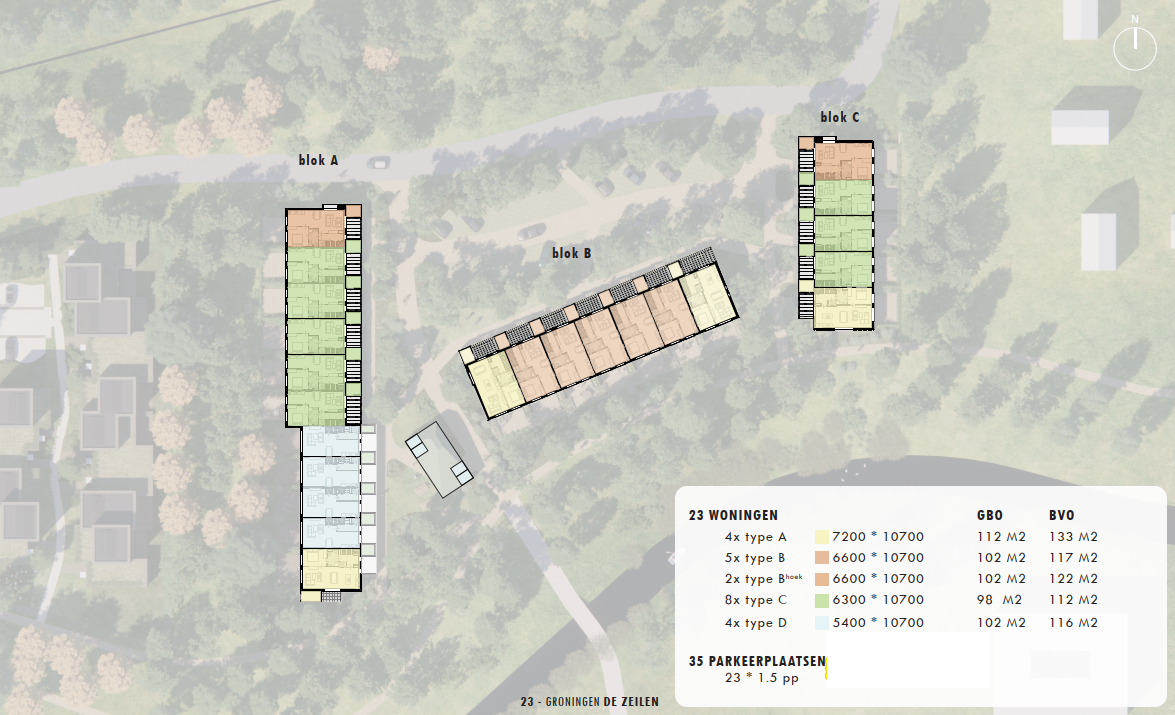 N
blok C
blok A
blok B
23 WONINGEN GBO BVO
4x type A 7200 * 10700 112 M2 133 M2
5x type B 6600 * 10700 102 M2 117 M2
2x type Bhoek 6600 * 10700 102 M2 122 M2
8x type C 6300 * 10700 98 M2 112 M2
4x type D 5400 * 10700 102 M2 116 M2
35 PARKEERPLAATSEN
23 * 1.5 pp
23 - GRONINGEN DE ZEILEN